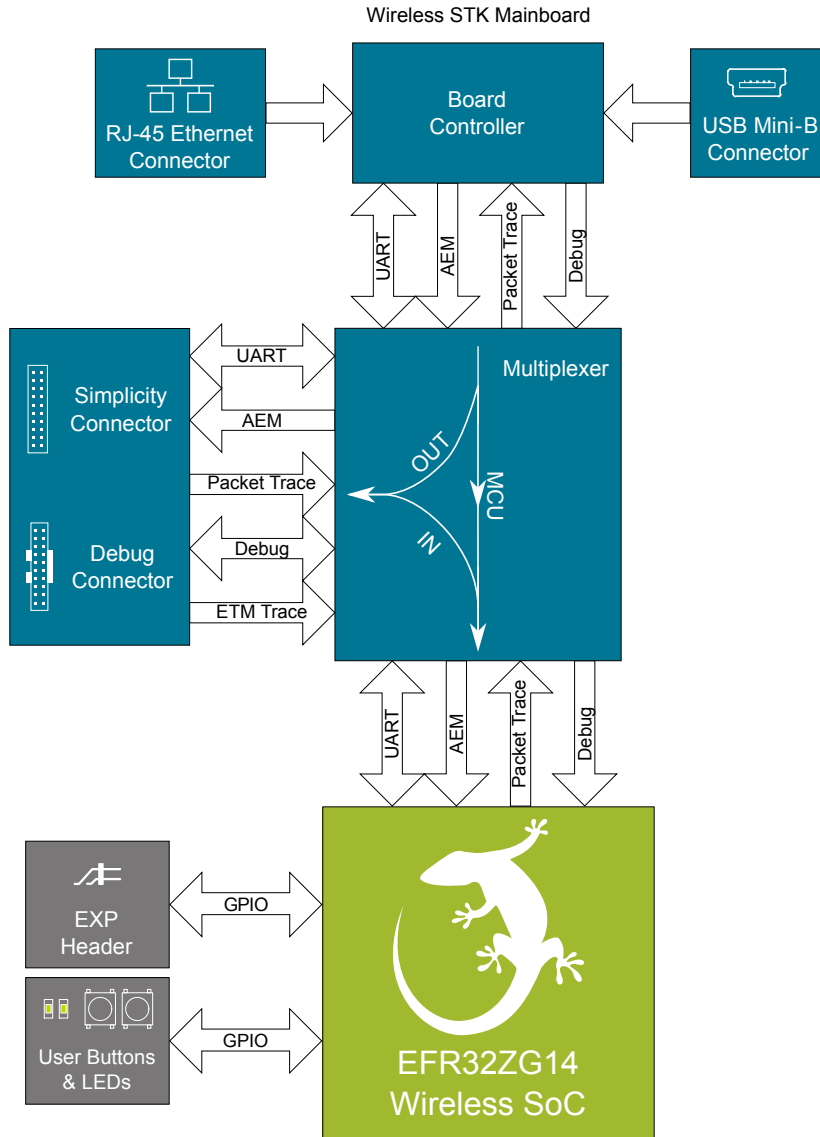 Wireless STK Mainboard
RJ-45 Ethernet
Connector
Board
Controller
USB Mini-B
Connector
UART
AEM
Packet Trace
Debug
Simplicity
Connector
Debug
Connector
UART
AEM
Packet Trace
Debug
ETM Trace
Multiplexer
OUT
MCU
IN
UART
AEM
Packet Trace
Debug
EXP
Header
GPIO
User Buttons
& LEDs
GPIO
EFR32ZG14
Wireless SoC